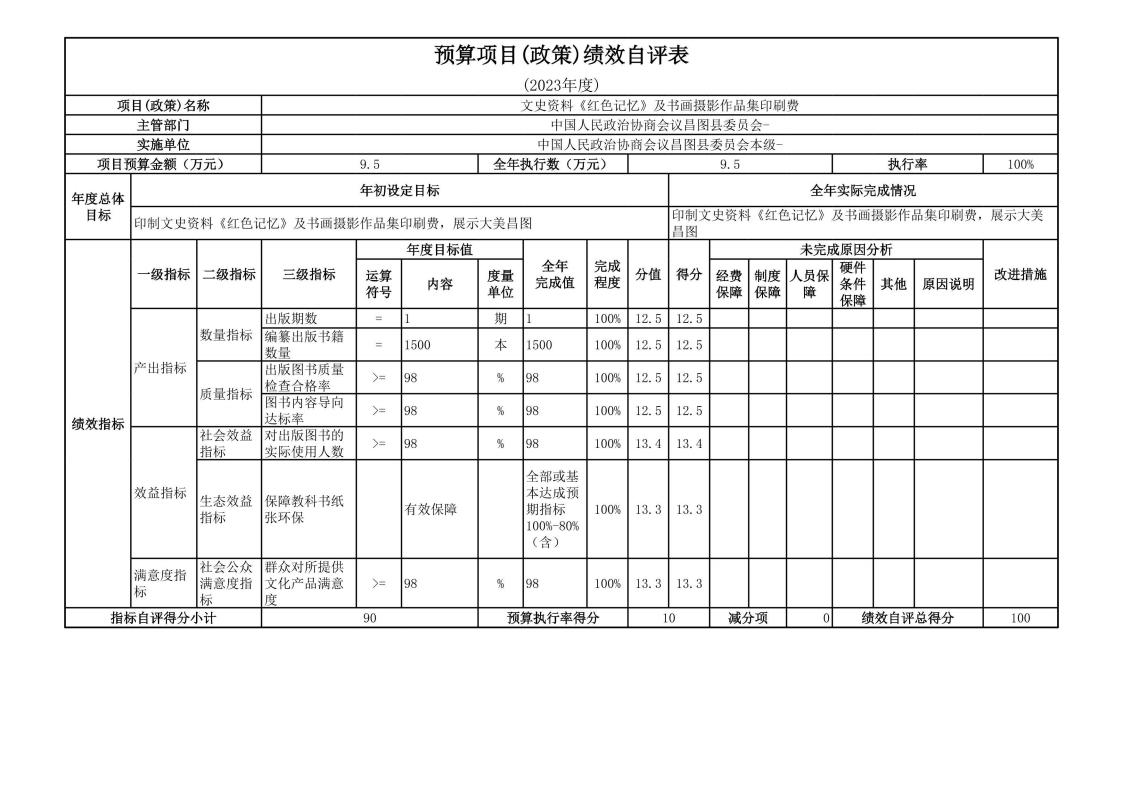 预算项目(政策)绩效自评表
(2023年度)
项目(政策)名称 文史资料《红色记忆》及书画摄影作品集印刷费
主管部门 中国人民政治协商会议昌图县委员会-
实施单位 中国人民政治协商会议昌图县委员会本级-
项目预算金额（万元） 9.5 全年执行数（万元） 9.5 执行率 100%
年度总体
目标
年初设定目标 全年实际完成情况
印制文史资料《红色记忆》及书画摄影作品集印刷费，展示大美昌图
印制文史资料《红色记忆》及书画摄影作品集印刷费，展示大美
昌图
绩效指标
一级指标 二级指标 三级指标
年度目标值
运算
符号
内容
度量
单位
全年
完成值
完成
程度
分值 得分
未完成原因分析
经费
保障
制度
保障
人员保
障
硬件
条件
保障
其他 原因说明
改进措施
产出指标
数量指标
出版期数 = 1 期 1 100% 12.5 12.5
编纂出版书籍
数量
= 1500 本 1500 100% 12.5 12.5
质量指标
出版图书质量
检查合格率
>= 98 % 98 100% 12.5 12.5
图书内容导向
达标率
>= 98 % 98 100% 12.5 12.5
效益指标
社会效益
指标
对出版图书的
实际使用人数
>= 98 % 98 100% 13.4 13.4
生态效益
指标
保障教科书纸
张环保
有效保障
全部或基
本达成预
期指标
100%-80%
（含）
100% 13.3 13.3
满意度指
标
社会公众
满意度指
标
群众对所提供
文化产品满意
度
>= 98 % 98 100% 13.3 13.3
指标自评得分小计 90 预算执行率得分 10 减分项 0 绩效自评总得分 100